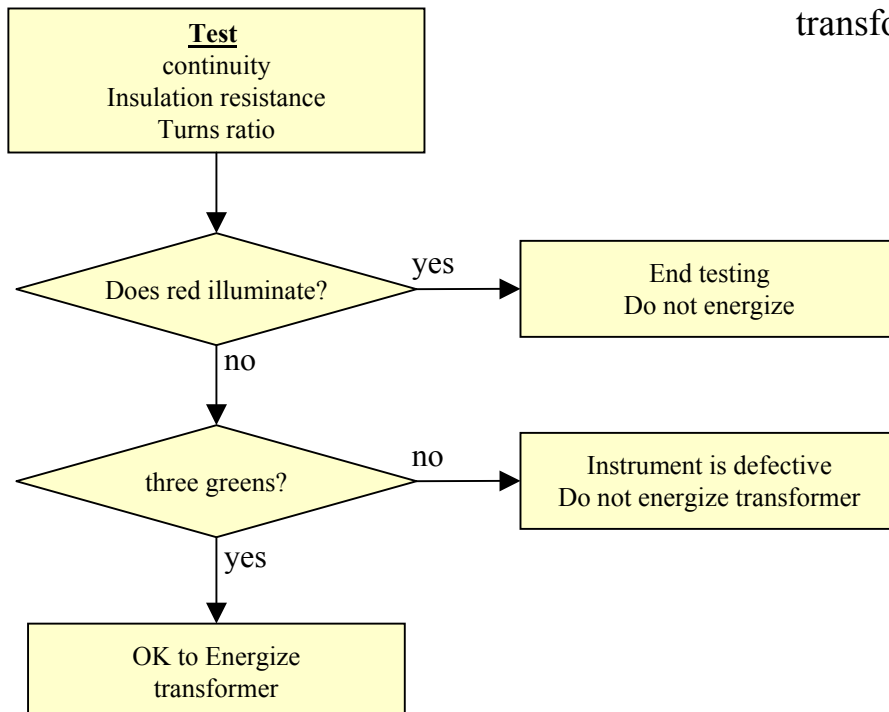 transfo
Test
continuity
Insulation resistance
Turns ratio
Does red illuminate?
yes
End testing
Do not energize
no
three greens?
no
Instrument is defective
Do not energize transformer
yes
OK to Energize
transformer